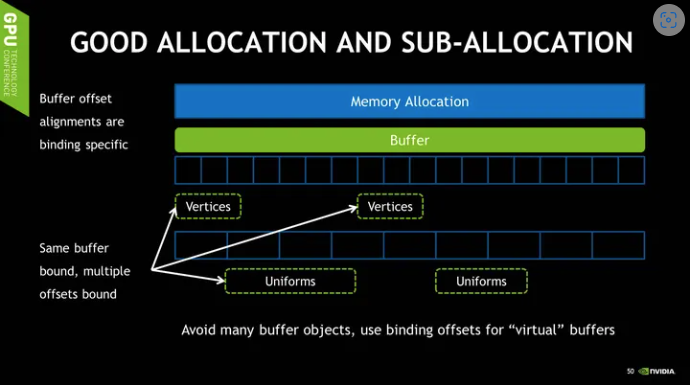 GPU TECHNOLOGY
CONFERENCE
GOOD ALLOCATION AND SUB-ALLOCATION
Buffer offset
alignments are
binding specific
Memory Allocation
Buffer
Vertices
Vertices
Same buffer
bound, multiple
offsets bound
Uniforms
Uniforms
Avoid many buffer objects, use binding offsets for “virtual” buffers
50 NVIDIA.